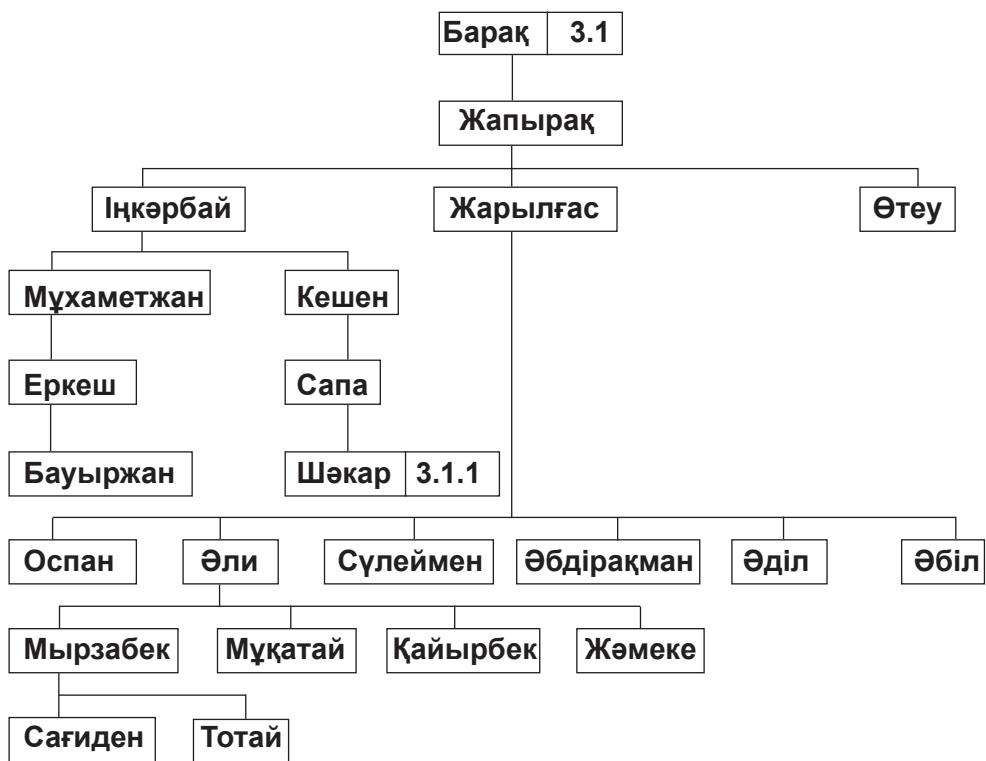 Барақ 3.1
Жапырақ
Іңкәрбай Жарылғас Өтеу
Мұхаметжан Кешен
Еркеш Сапа
Бауыржан Шәкар 3.1.1
Оспан Әли Сүлеймен Әбдірақман Әділ Әбіл
Мырзабек Мұқатай Қайырбек Жәмеке
Сағиден Тотай